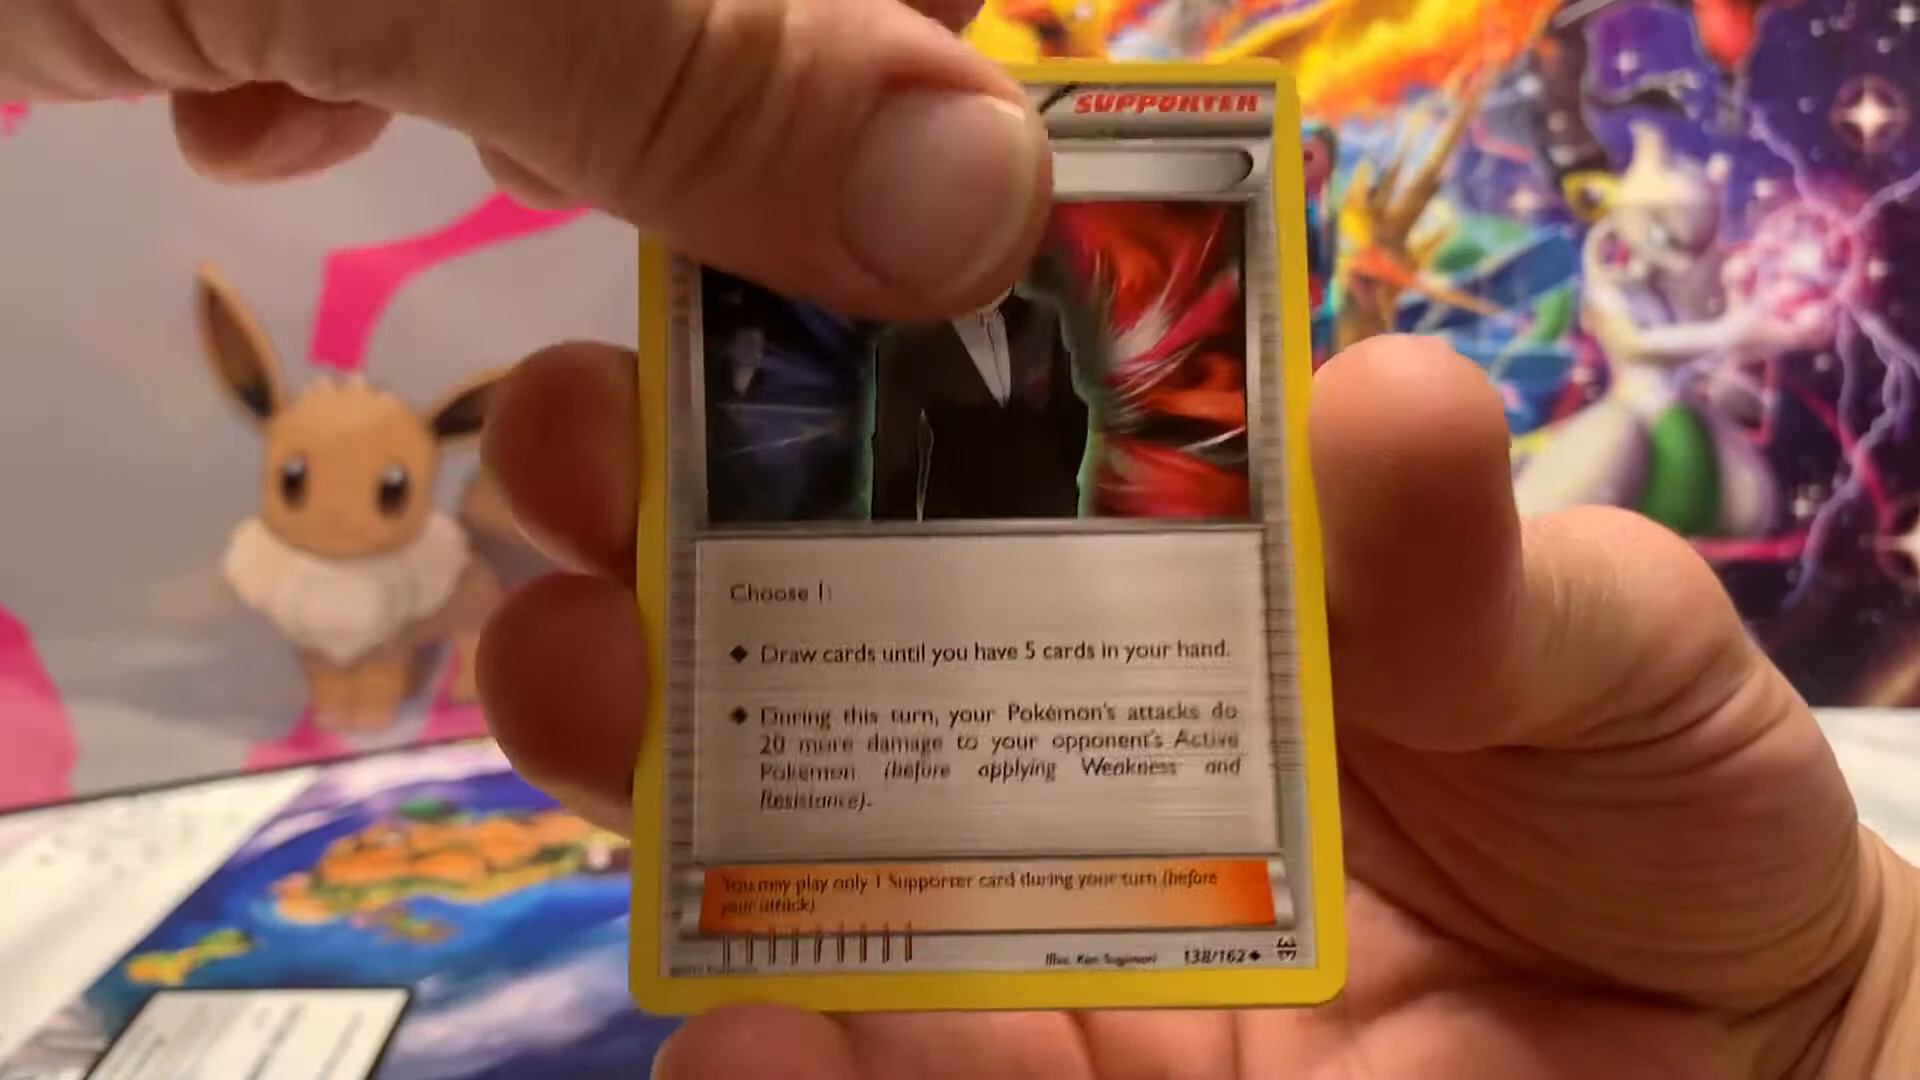 SUPPORTER
Choose 1:
◆ Draw cards until you have 5 cards in your hand.
◆ During this turn, your Pokémon's attacks do
20 more damage to your opponent's Active
Pokémon (before applying Weakness and
Resistance).
You may play only 1 Supporter card during your turn (before
your attack).
Illus. Ken Sugimori 138/162 ◆